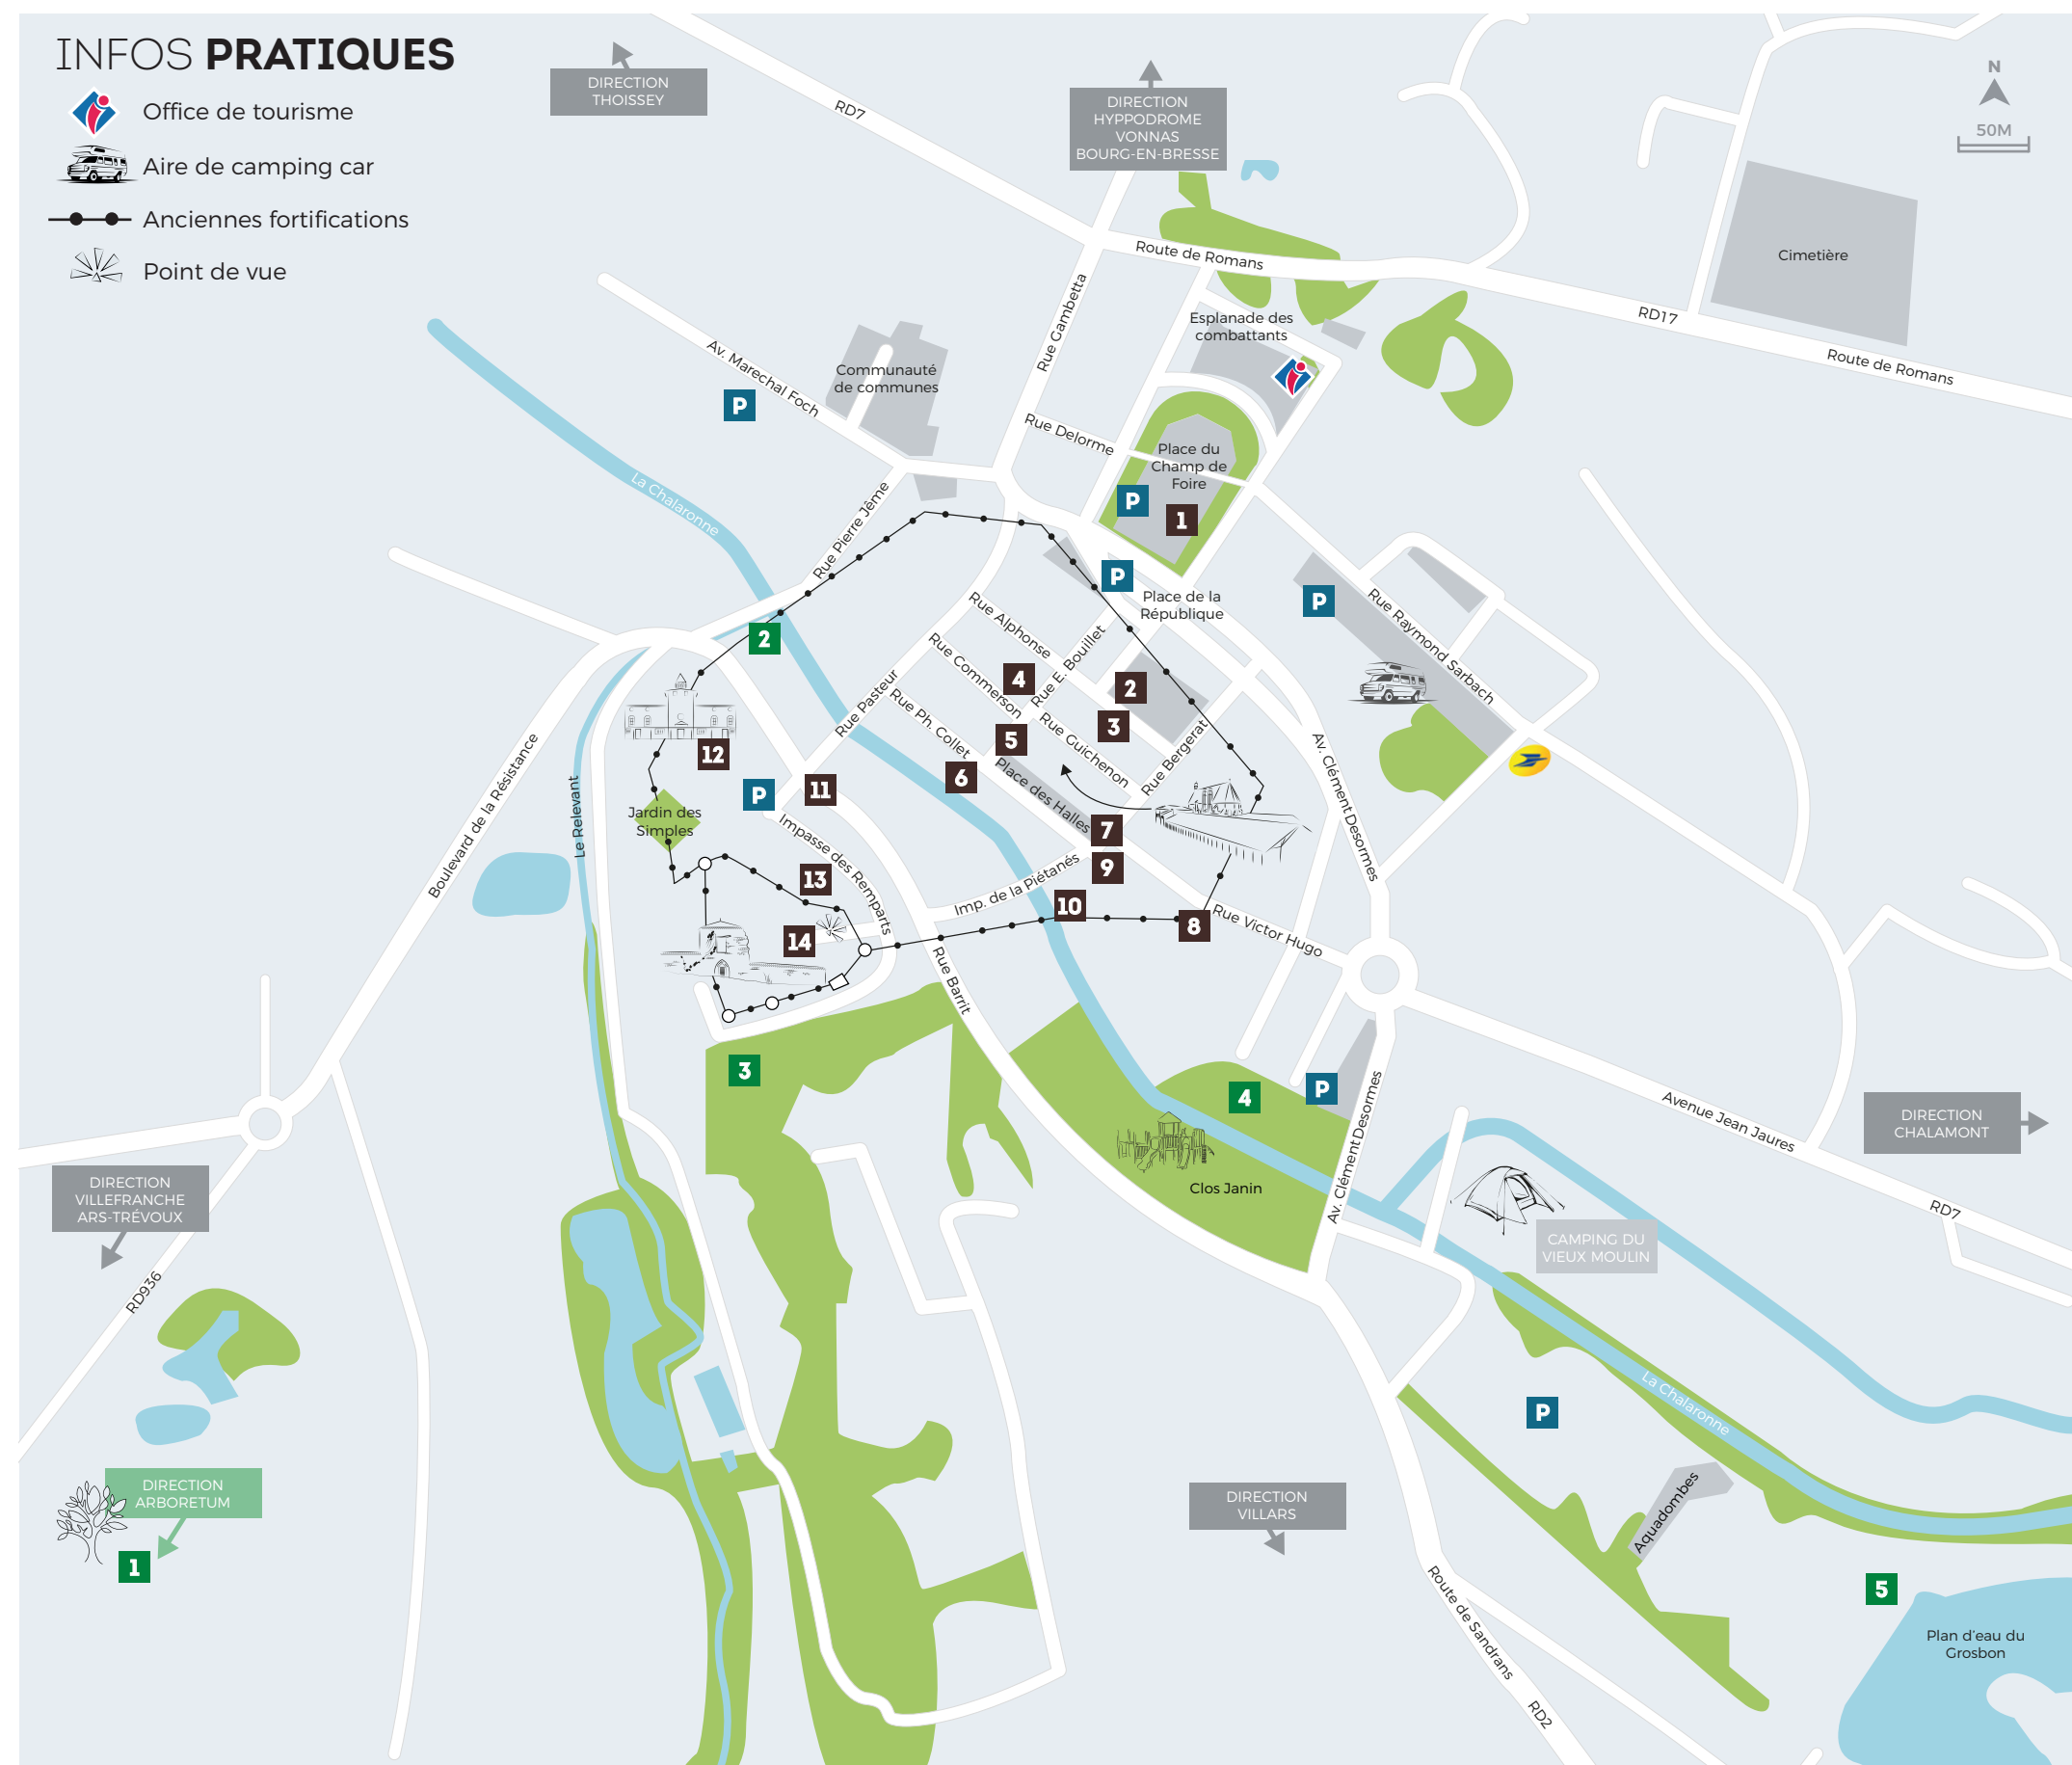 INFOS PRATIQUES
Office de tourisme
Aire de camping car
Anciennes fortifications
Point de vue
DIRECTION
THOISSEY
DIRECTION
HYPPODROME
VONNAS
BOURG-EN-BRESSE
N
50M
RD7
Route de Romans
Cimetière
RD17
Route de Romans
Rue Gambetta
Esplanade des
combattants
Av. Marechal Foch
Communauté
de communes
P
Rue Delorme
Place du
Champ de
Foire
P
1
La Chalaronne
Rue Pierre Jème
P
Place de la
République
P
Rue Raymond Sarbach
2
Rue Alphonse
Rue E. Bouillet
Rue Commerson
4
2
3
Rue Pasteur
Rue Ph. Collet
5
Rue Guichenon
Rue Bergerat
6
Place des Halles
7
9
12
P
11
Av. Clément Desormes
Boulevard de la Résistance
Le Relevant
Jardin des
Simples
Impasse des Remparts
13
14
Imp. de la Piétanés
10
8
Rue Victor Hugo
Rue Barrit
3
4
P
Clos Janin
Av. Clément Desormes
Avenue Jean Jaures
DIRECTION
CHALAMONT
RD7
CAMPING DU
VIEUX MOULIN
DIRECTION
VILLEFRANCHE
ARS-TRÉVOUX
RD936
La Chalaronne
P
Aquadombes
DIRECTION
ARBORETUM
1
DIRECTION
VILLARS
5
Plan d'eau du
Grosbon
Route de Sandrans
RD2